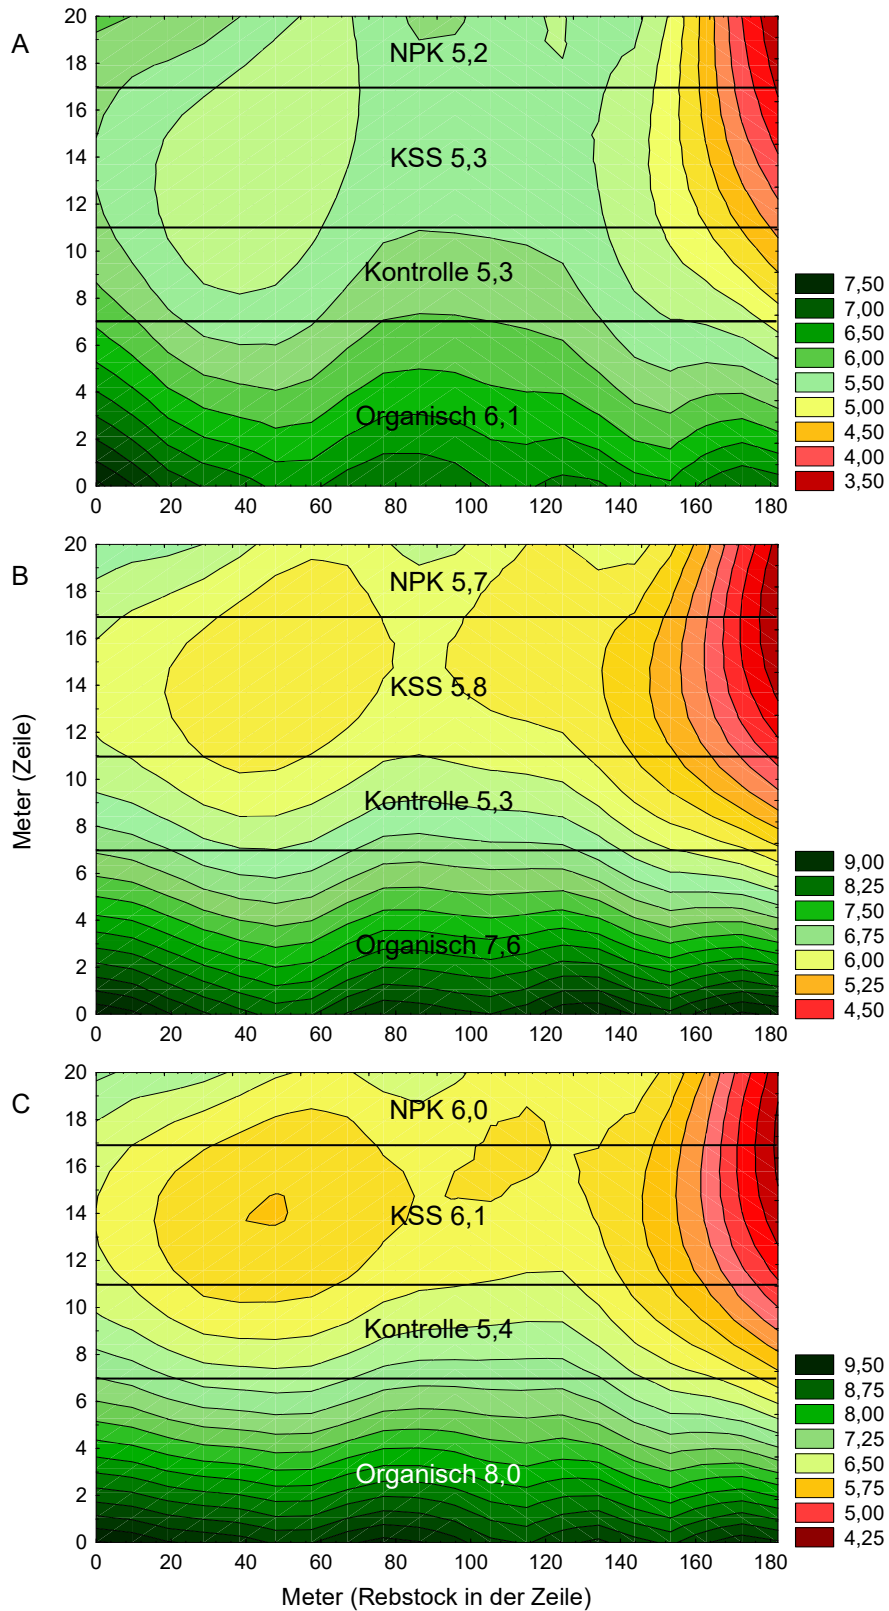 A
20
18
16
14
12
10
8
6
4
2
0
NPK 5,2
KSS 5,3
Kontrolle 5,3
Organisch 6,1
0 20 40 60 80 100 120 140 160 180
7,50
7,00
6,50
6,00
5,50
5,00
4,50
4,00
3,50
B
Meter (Zeile)
20
18
16
14
12
10
8
6
4
2
0
NPK 5,7
KSS 5,8
Kontrolle 5,3
Organisch 7,6
0 20 40 60 80 100 120 140 160 180
9,00
8,25
7,50
6,75
6,00
5,25
4,50
C
20
18
16
14
12
10
8
6
4
2
0
NPK 6,0
KSS 6,1
Kontrolle 5,4
Organisch 8,0
0 20 40 60 80 100 120 140 160 180
9,50
8,75
8,00
7,25
6,50
5,75
5,00
4,25
Meter (Rebstock in der Zeile)